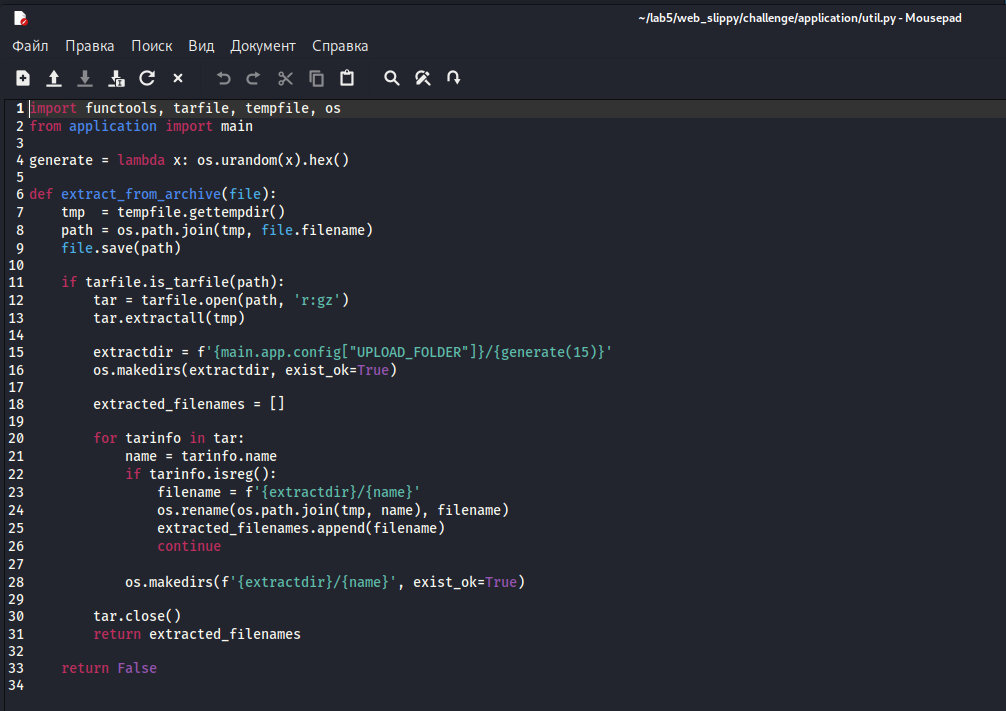 ~/lab5/web_slippy/challenge/application/util.py - Mousepad
Файл Правка Поиск Вид Документ Справка
1 import functools, tarfile, tempfile, os
2 from application import main
3
4 generate = lambda x: os.urandom(x).hex()
5
6 def extract_from_archive(file):
7     tmp  = tempfile.gettempdir()
8     path = os.path.join(tmp, file.filename)
9     file.save(path)
10
11     if tarfile.is_tarfile(path):
12         tar = tarfile.open(path, 'r:gz')
13         tar.extractall(tmp)
14
15         extractdir = f'{main.app.config["UPLOAD_FOLDER"]}/{generate(15)}'
16         os.makedirs(extractdir, exist_ok=True)
17
18         extracted_filenames = []
19
20         for tarinfo in tar:
21             name = tarinfo.name
22             if tarinfo.isreg():
23                 filename = f'{extractdir}/{name}'
24                 os.rename(os.path.join(tmp, name), filename)
25                 extracted_filenames.append(filename)
26                 continue
27
28             os.makedirs(f'{extractdir}/{name}', exist_ok=True)
29
30         tar.close()
31         return extracted_filenames
32
33     return False
34